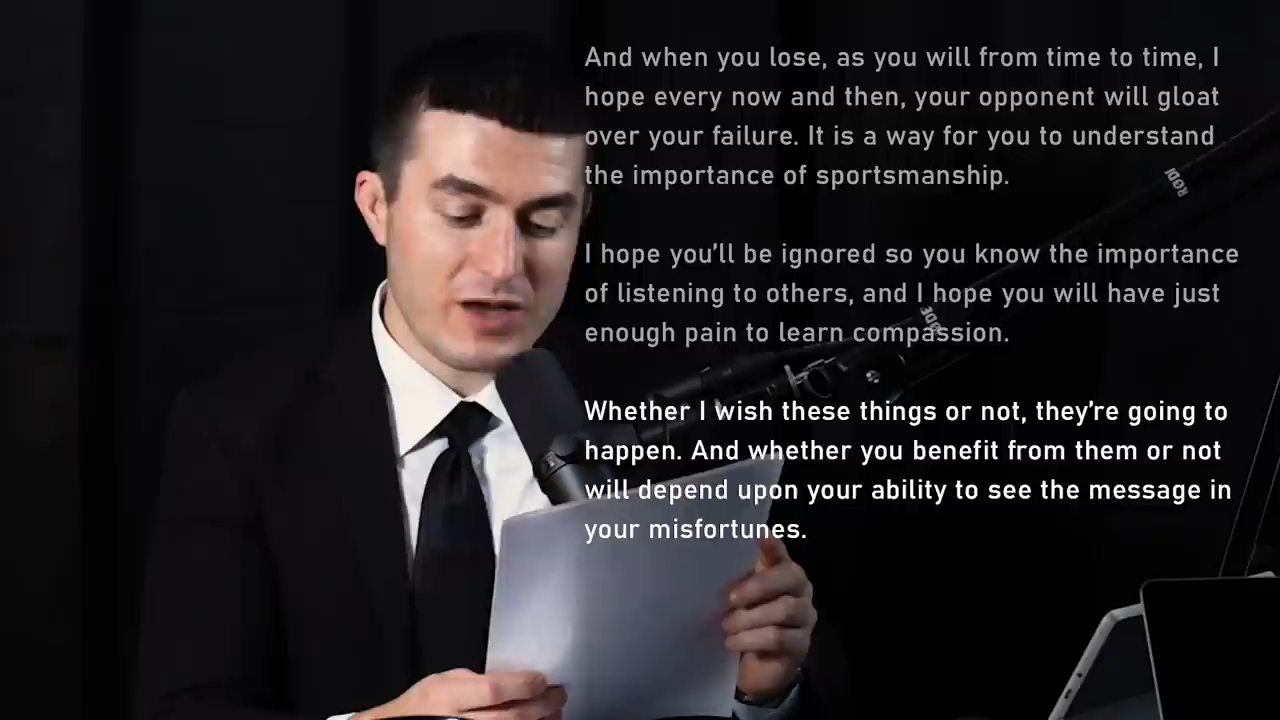 And when you lose, as you will from time to time, I
hope every now and then, your opponent will gloat
over your failure. It is a way for you to understand
the importance of sportsmanship.
I hope you’ll be ignored so you know the importance
of listening to others, and I hope you will have just
enough pain to learn compassion.
Whether I wish these things or not, they’re going to
happen. And whether you benefit from them or not
will depend upon your ability to see the message in
your misfortunes.
RØDE